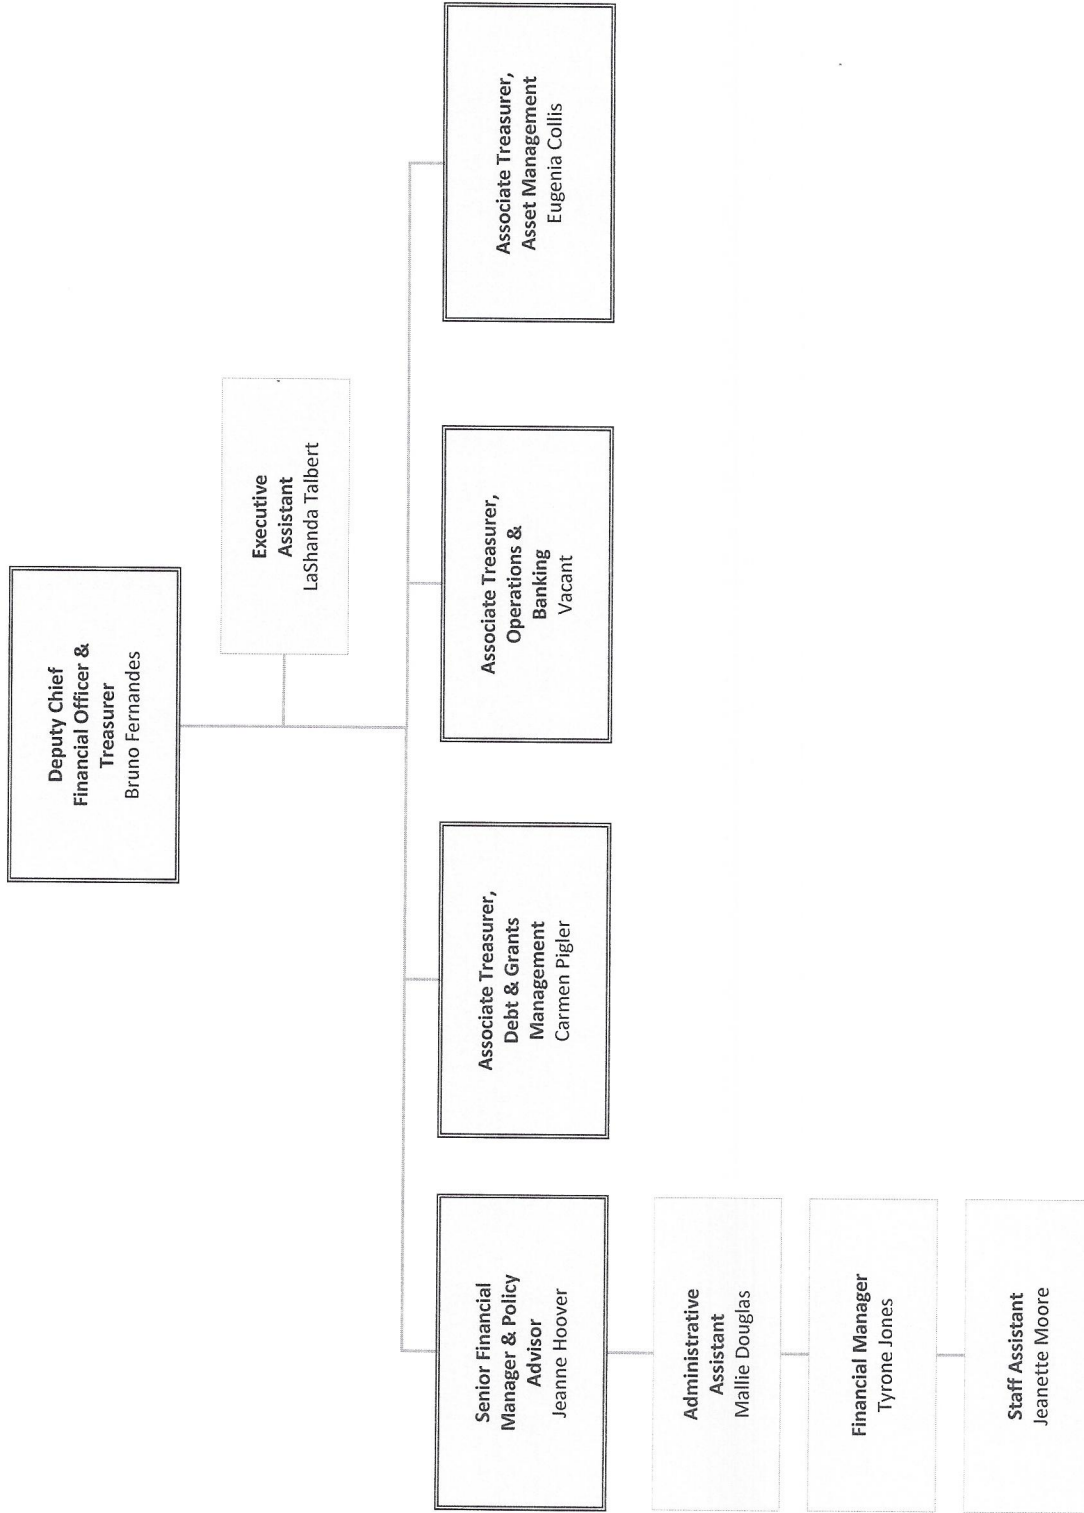 Deputy Chief
Financial Officer &
Treasurer
Bruno Fernandes
Executive
Assistant
LaShanda Talbert
Senior Financial
Manager & Policy
Advisor
Jeanne Hoover
Associate Treasurer,
Debt & Grants
Management
Carmen Pigler
Associate Treasurer,
Operations &
Banking
Vacant
Associate Treasurer,
Asset Management
Eugenia Collis
Administrative
Assistant
Mallie Douglas
Financial Manager
Tyrone Jones
Staff Assistant
Jeanette Moore